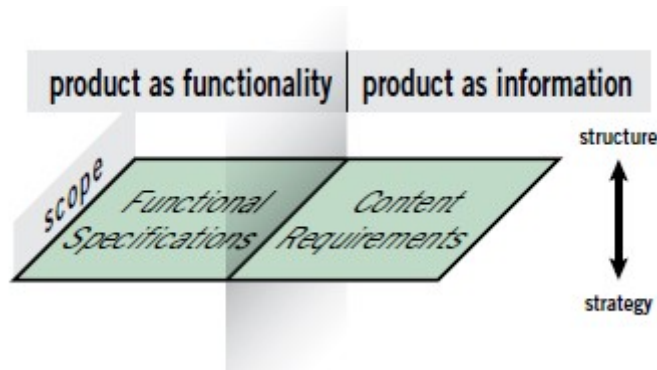 product as functionality product as information
structure
scope
Functional
Specifications
Content
Requirements
strategy